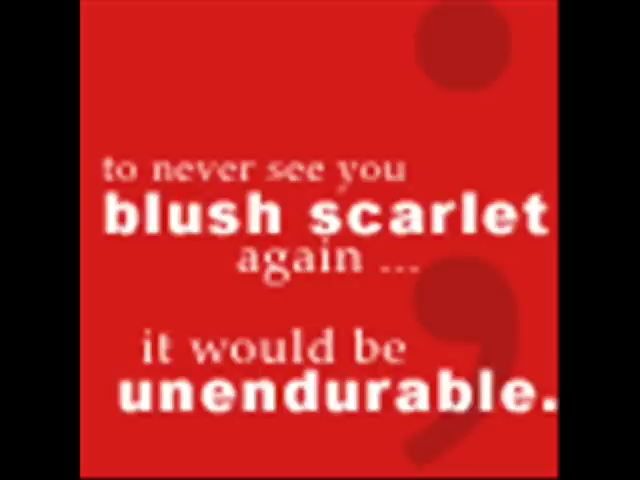 to never see you
blush scarlet
again ...
it would be
unendurable.